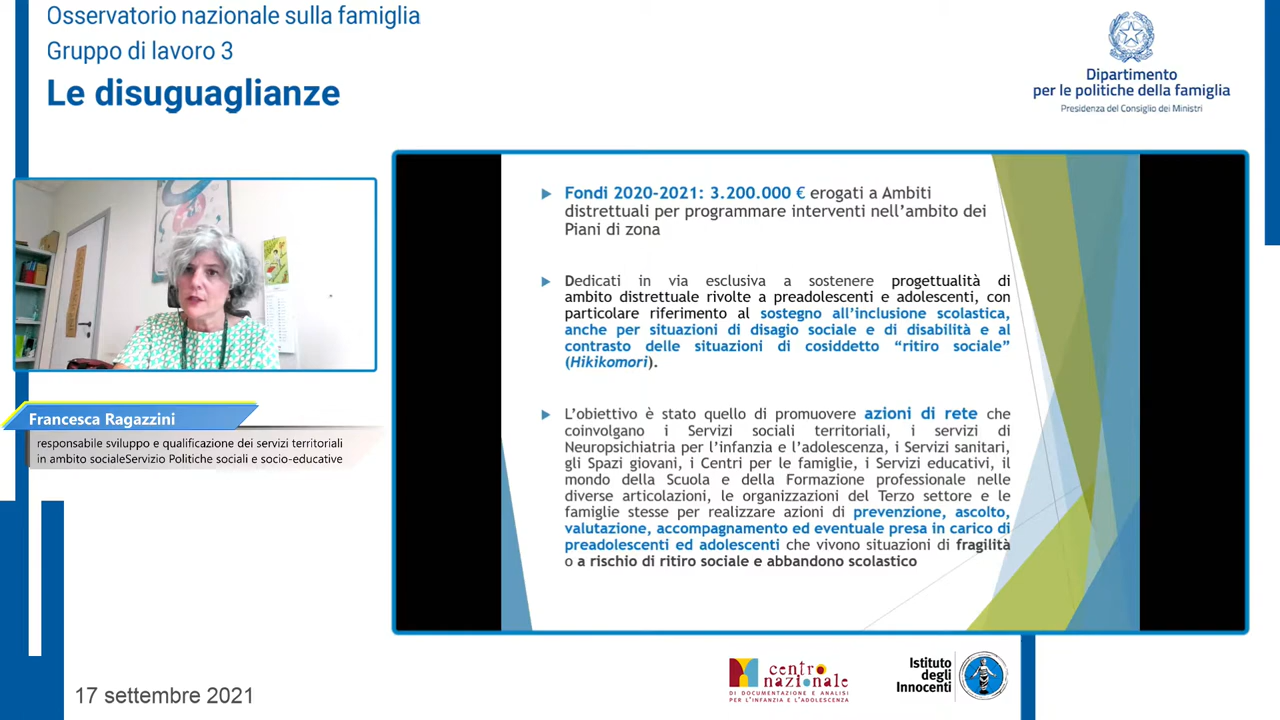 Osservatorio nazionale sulla famiglia
Gruppo di lavoro 3
Le disuguaglianze
Dipartimento
per le politiche della famiglia
Presidenza del Consiglio dei Ministri
Fondi 2020-2021: 3.200.000 € erogati a Ambiti
distrettuali per programmare interventi nell'ambito dei
Piani di zona
Dedicati in via esclusiva a sostenere progettualità di
ambito distrettuale rivolte a preadolescenti e adolescenti, con
particolare riferimento al sostegno all'inclusione scolastica,
anche per situazioni di disagio sociale e di disabilità e al
contrasto delle situazioni di cosiddetto “ritiro sociale”
(Hikikomori).
L'obiettivo è stato quello di promuovere azioni di rete che
coinvolgano i Servizi sociali territoriali, i servizi di
Neuropsichiatria per l'infanzia e l'adolescenza, i Servizi sanitari,
gli Spazi giovani, i Centri per le famiglie, i Servizi educativi, il
mondo della Scuola e della Formazione professionale nelle
diverse articolazioni, le organizzazioni del Terzo settore e le
famiglie stesse per realizzare azioni di prevenzione, ascolto,
valutazione, accompagnamento ed eventuale presa in carico di
preadolescenti ed adolescenti che vivono situazioni di fragilità
o a rischio di ritiro sociale e abbandono scolastico
Francesca Ragazzini
responsabile sviluppo e qualificazione dei servizi territoriali
in ambito socialeServizio Politiche sociali e socio-educative
17 settembre 2021
centro
nazionale
DI DOCUMENTAZIONE E ANALISI
PER L'INFANZIA E L'ADOLESCENZA
Istituto
degli
Innocenti